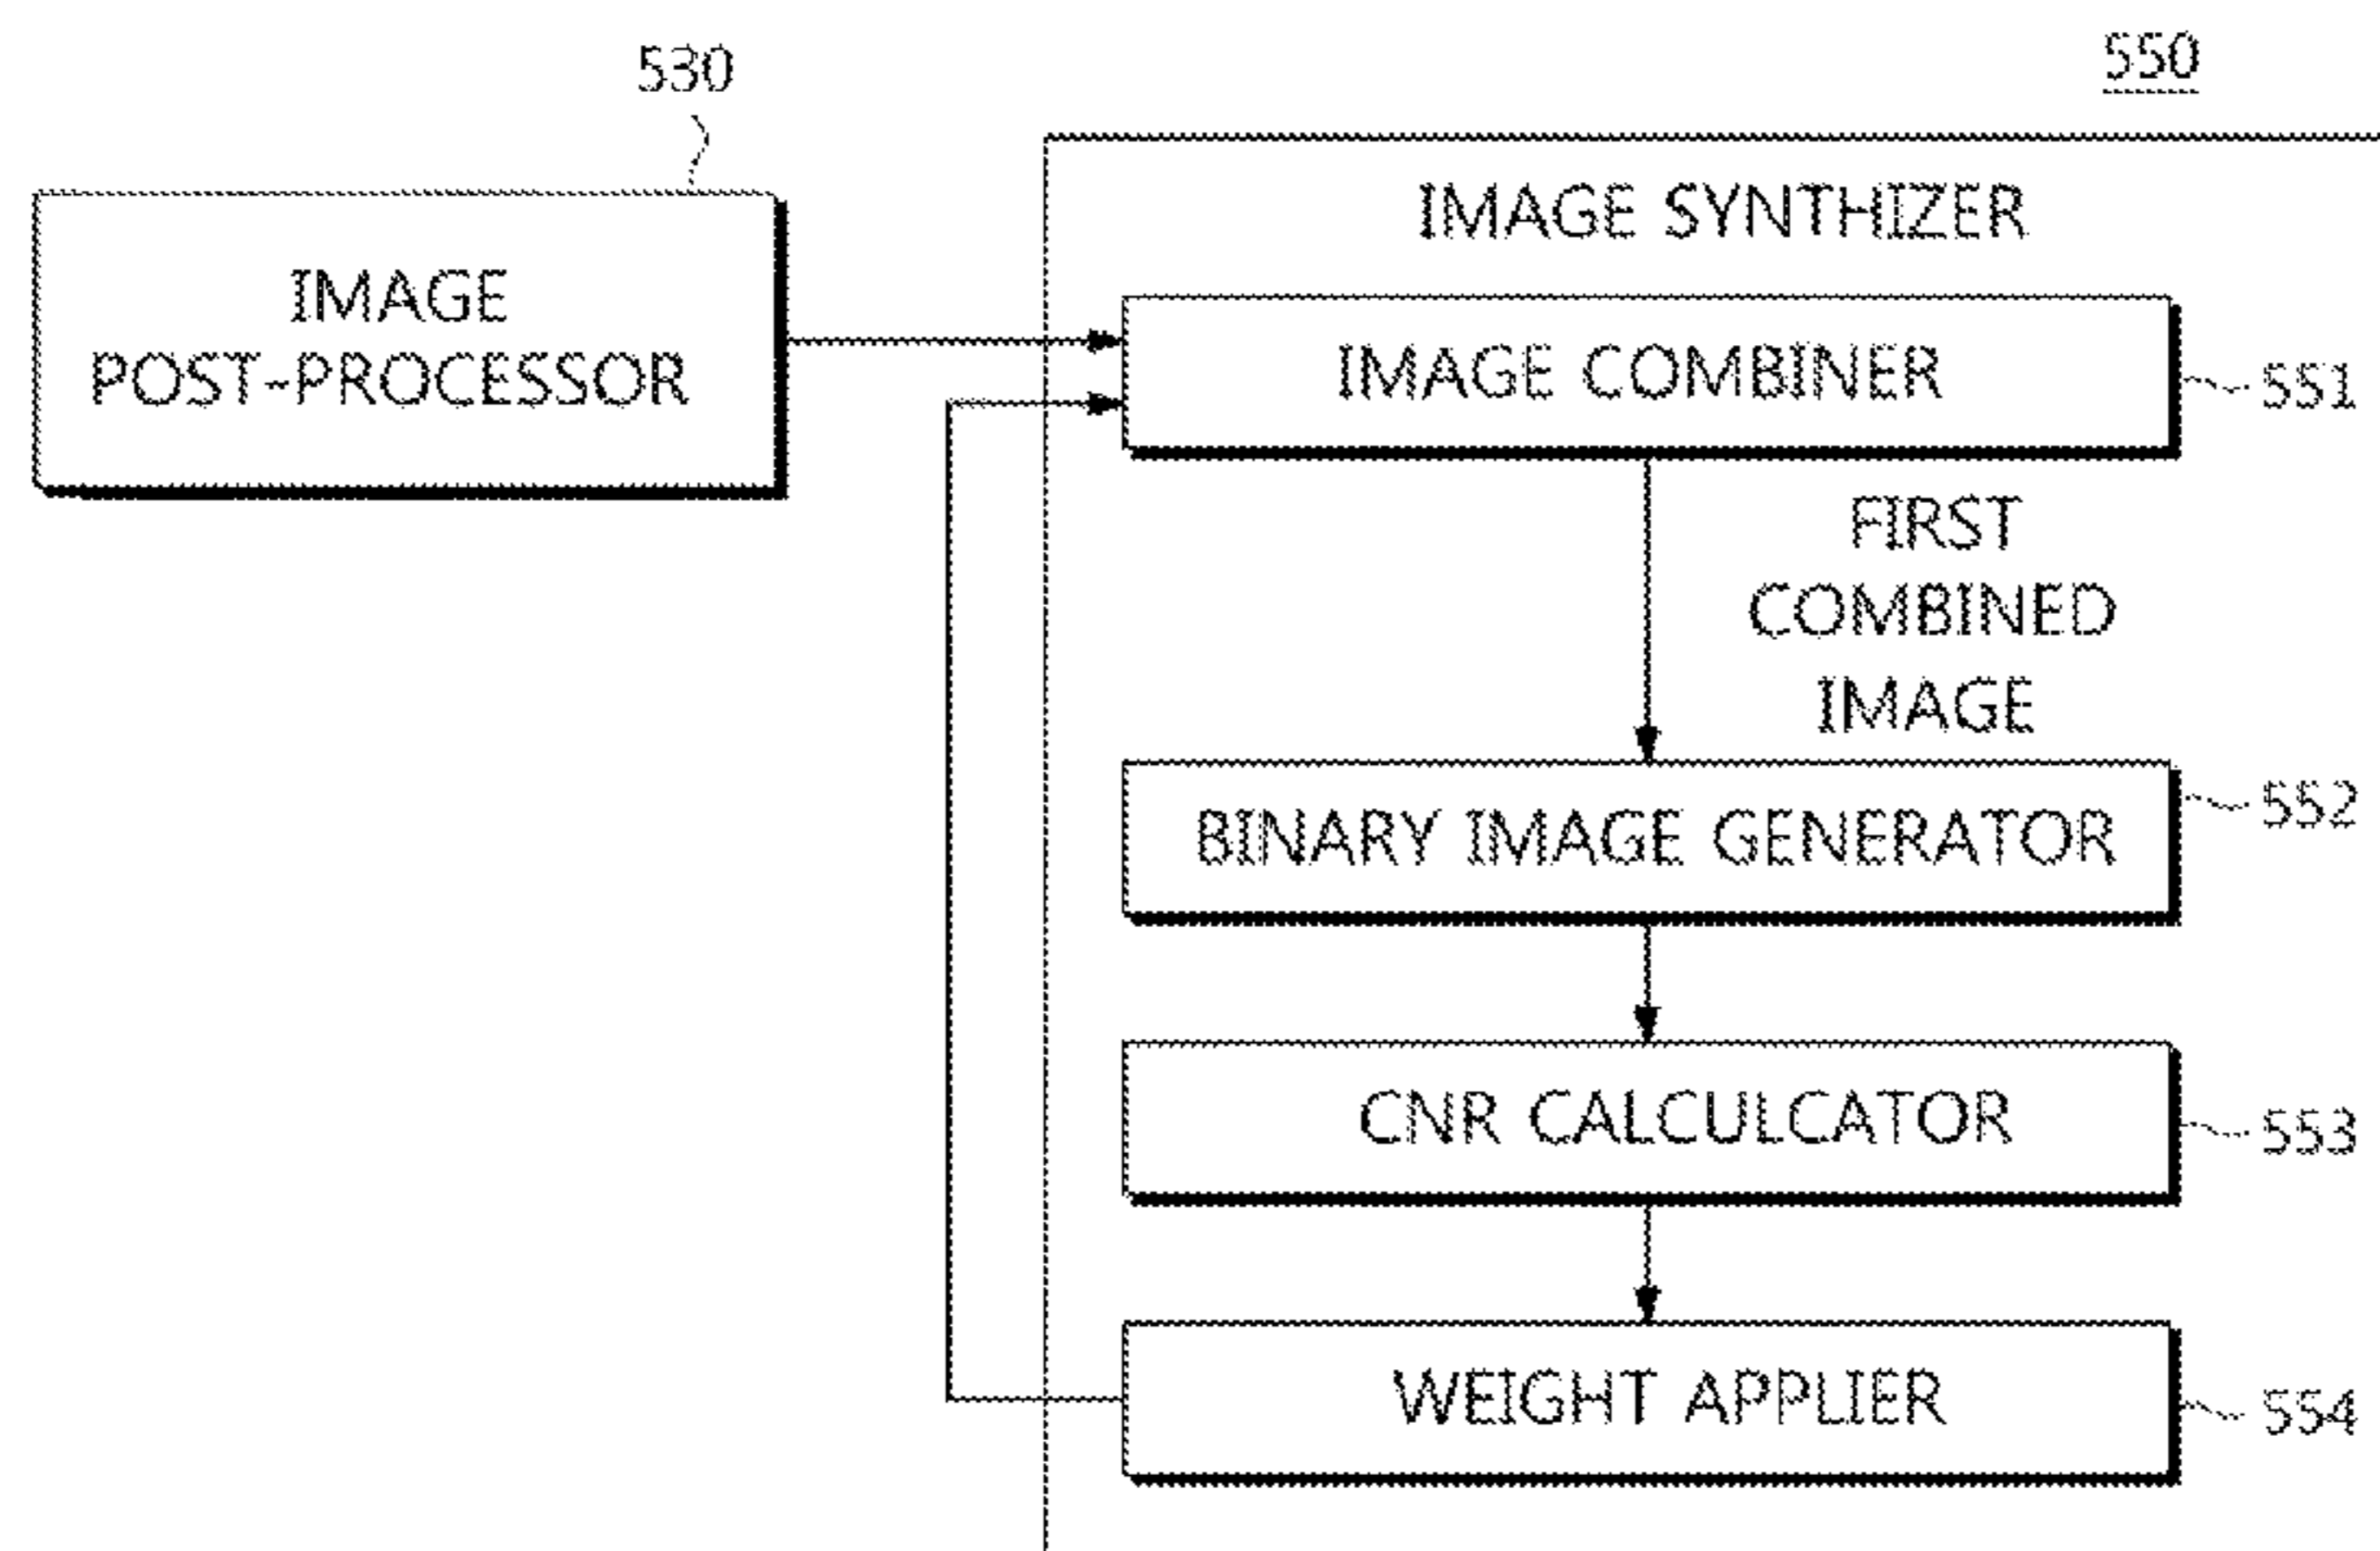 530
550
IMAGE
POST-PROCESSOR
IMAGE SYNTHIZER
IMAGE COMBINER
551
FIRST
COMBINED
IMAGE
BINARY IMAGE GENERATOR
552
CNR CALCULCATOR
553
WEIGHT APPLIER
554